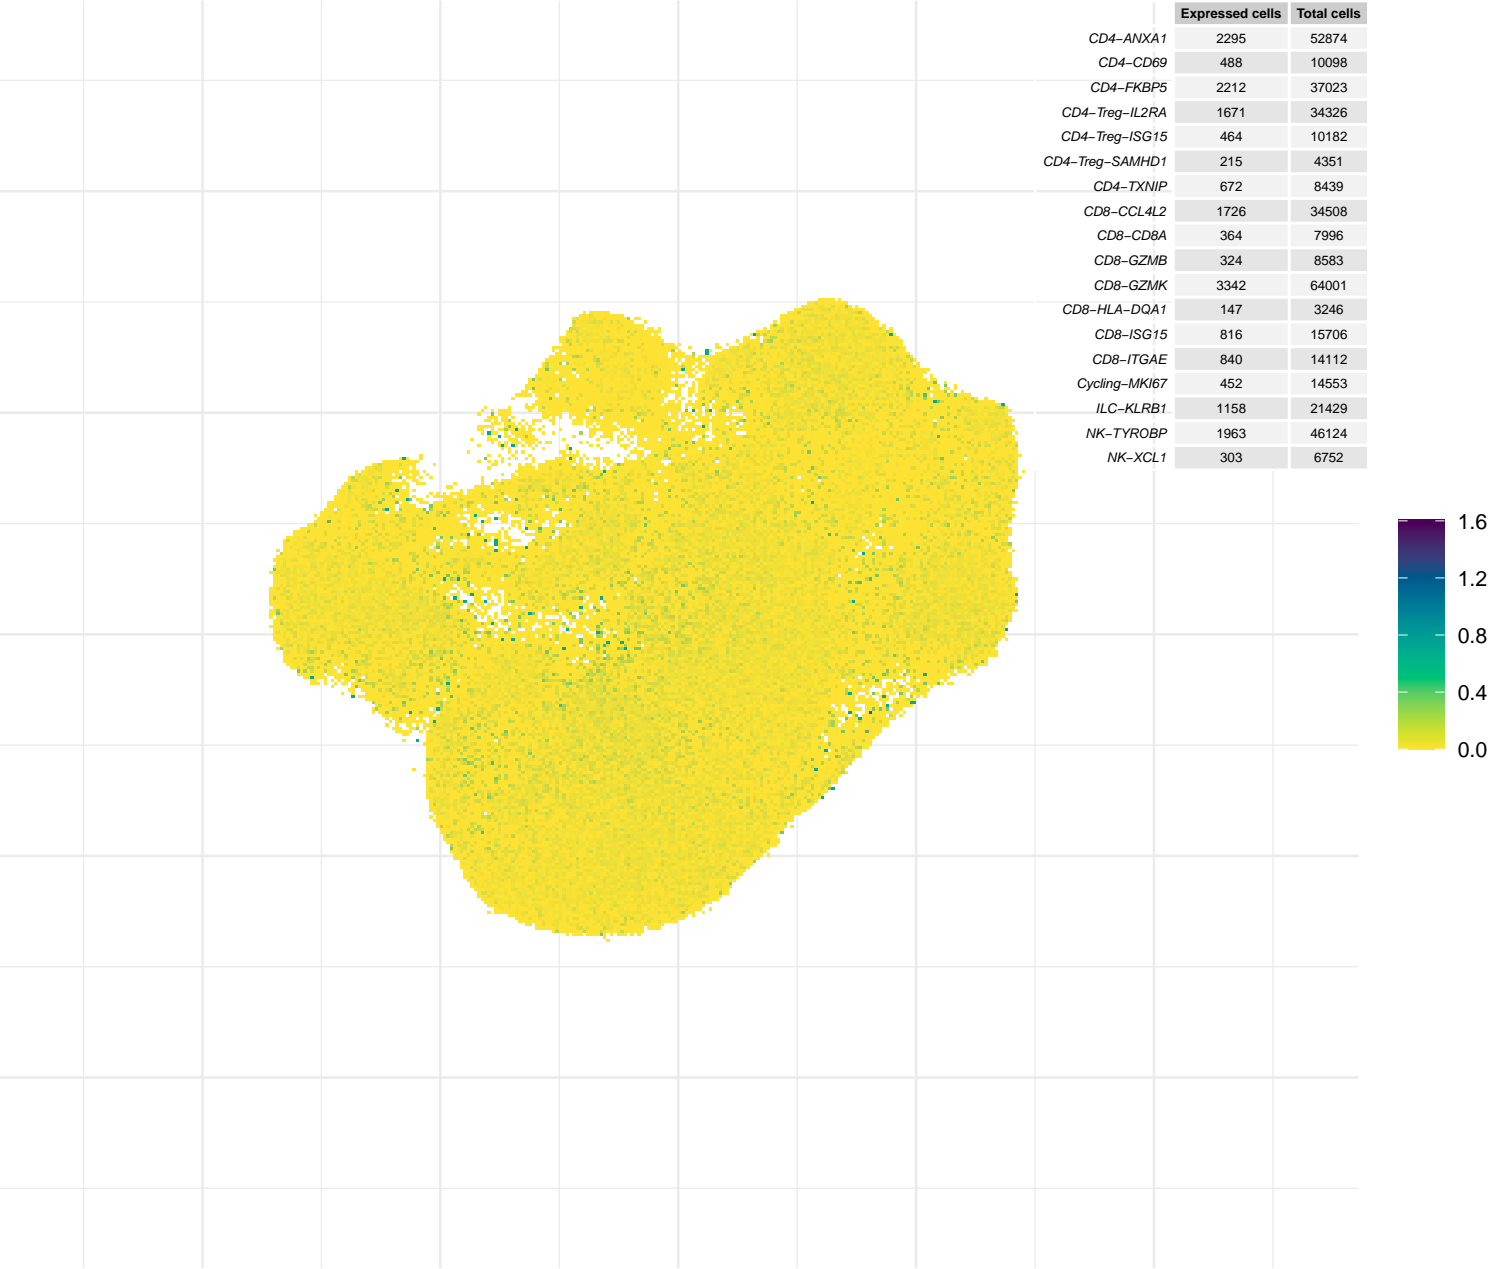 Expressed cells Total cells
CD4−ANXA1 2295 52874
CD4−CD69 488 10098
CD4−FKBP5 2212 37023
CD4−Treg−IL2RA 1671 34326
CD4−Treg−ISG15 464 10182
CD4−Treg−SAMHD1 215 4351
CD4−TXNIP 672 8439
CD8−CCL4L2 1726 34508
CD8−CD8A 364 7996
CD8−GZMB 324 8583
CD8−GZMK 3342 64001
CD8−HLA−DQA1 147 3246
CD8−ISG15 816 15706
CD8−ITGAE 840 14112
Cycling−MKI67 452 14553
ILC−KLRB1 1158 21429
NK−TYROBP 1963 46124
NK−XCL1 303 6752
1.6
1.2
0.8
0.4
0.0